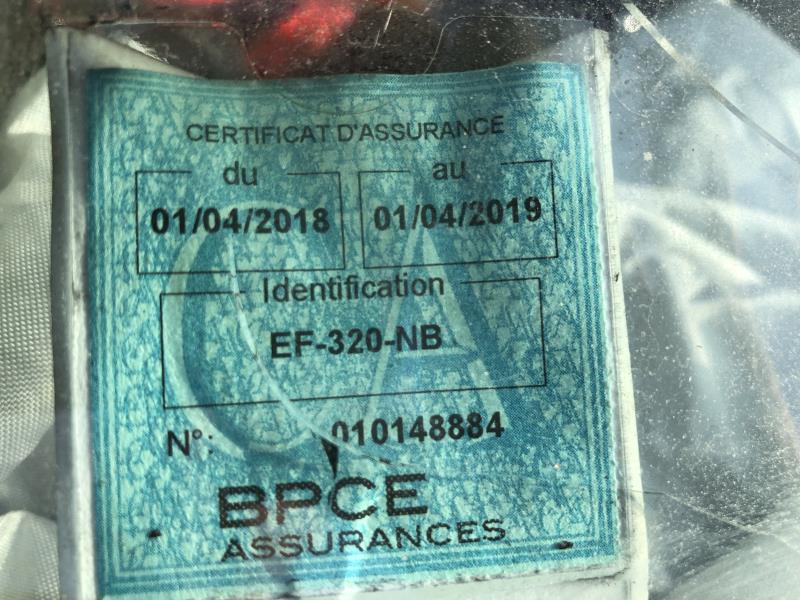 CERTIFICAT D'ASSURANCE
du au
01/04/2018 01/04/2019
Identification
EF-320-NB
N°: 010148884
BPCE
ASSURANCES